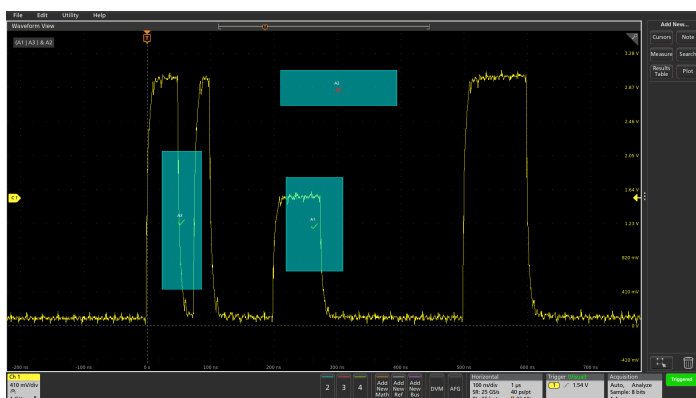 File Edit Utility Help
Waveform View
Add New...
(A1 | A3 ) & A2
T
Cursors Note
3.28 V
Measure Search
Results Table Plot
A2
2.87 V
2.46 V
2.05 V
C1
1.64 V
A3
A1
1.23 V
820 mV
410 mV
0 V
-410 mV
-200 ns -100 ns 0 s 100 ns 200 ns 300 ns 400 ns 500 ns 600 ns 700 ns
Ch 1
410 mV/div
2 3 4
Add New Math
Add New Ref
Add New Bus
DVM AFG
Horizontal
100 ns/div 1 µs
SR: 25 GS/s 40 ps/pt
Trigger (Visual)
1 1.54 V
Acquisition
Auto, Analyze
Sample: 8 bits
Triggered